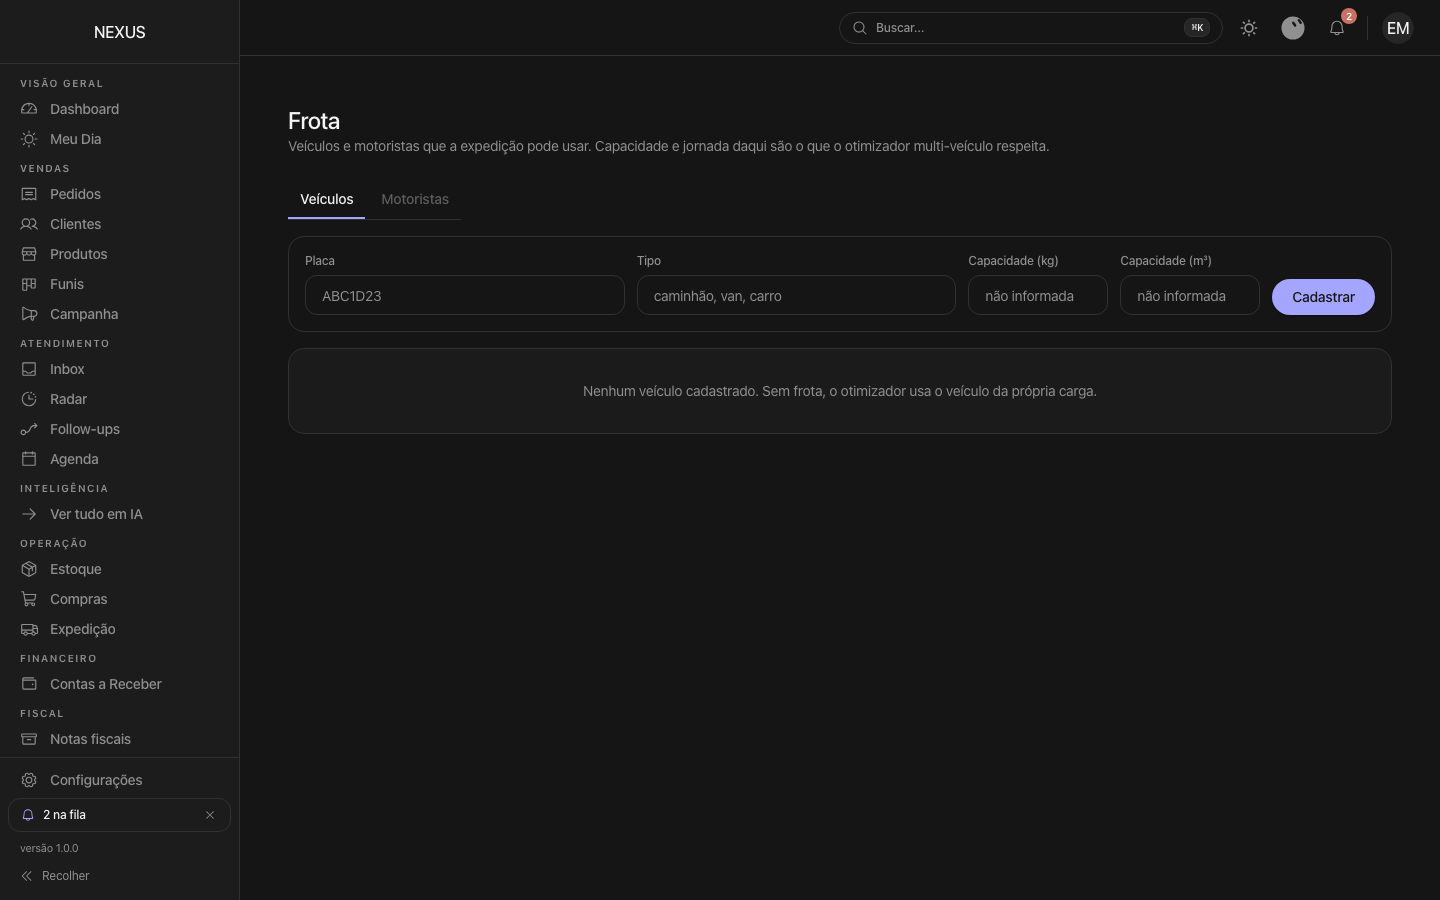 NEXUS
Buscar...
⌘K
2
EM
VISÃO GERAL
Dashboard
Meu Dia
VENDAS
Pedidos
Clientes
Produtos
Funis
Campanha
ATENDIMENTO
Inbox
Radar
Follow-ups
Agenda
INTELIGÊNCIA
Ver tudo em IA
OPERAÇÃO
Estoque
Compras
Expedição
FINANCEIRO
Contas a Receber
FISCAL
Notas fiscais
Configurações
2 na fila
versão 1.0.0
Recolher
Frota
Veículos e motoristas que a expedição pode usar. Capacidade e jornada daqui são o que o otimizador multi-veículo respeita.
Veículos Motoristas
Placa Tipo Capacidade (kg) Capacidade (m³)
ABC1D23 caminhão, van, carro não informada não informada Cadastrar
Nenhum veículo cadastrado. Sem frota, o otimizador usa o veículo da própria carga.